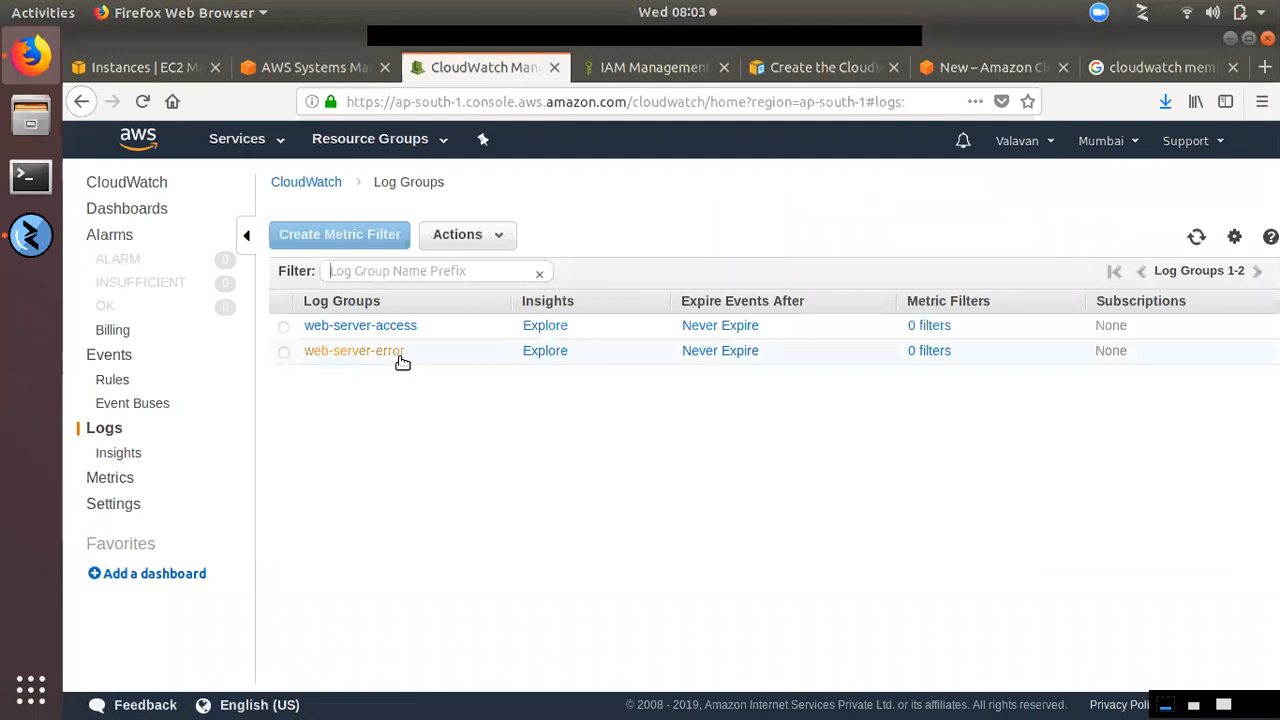 Activities Firefox Web Browser Wed 08:03
Instances | EC2 M AWS Systems Ma CloudWatch Man IAM Management Create the CloudW New – Amazon Cl cloudwatch mem
https://ap-south-1.console.aws.amazon.com/cloudwatch/home?region=ap-south-1#logs:
aws Services Resource Groups Valavan Mumbai Support
CloudWatch
Dashboards
Alarms
ALARM 0
INSUFFICIENT 0
OK 0
Billing
Events
Rules
Event Buses
Logs
Insights
Metrics
Settings
Favorites
Add a dashboard
CloudWatch Log Groups
Create Metric Filter Actions
Filter: Log Group Name Prefix × Log Groups 1-2
Log Groups Insights Expire Events After Metric Filters Subscriptions
web-server-access Explore Never Expire 0 filters None
web-server-error Explore Never Expire 0 filters None
Feedback English (US) © 2008 - 2019, Amazon Internet Services Private Ltd. or its affiliates. All rights reserved. Privacy Poli